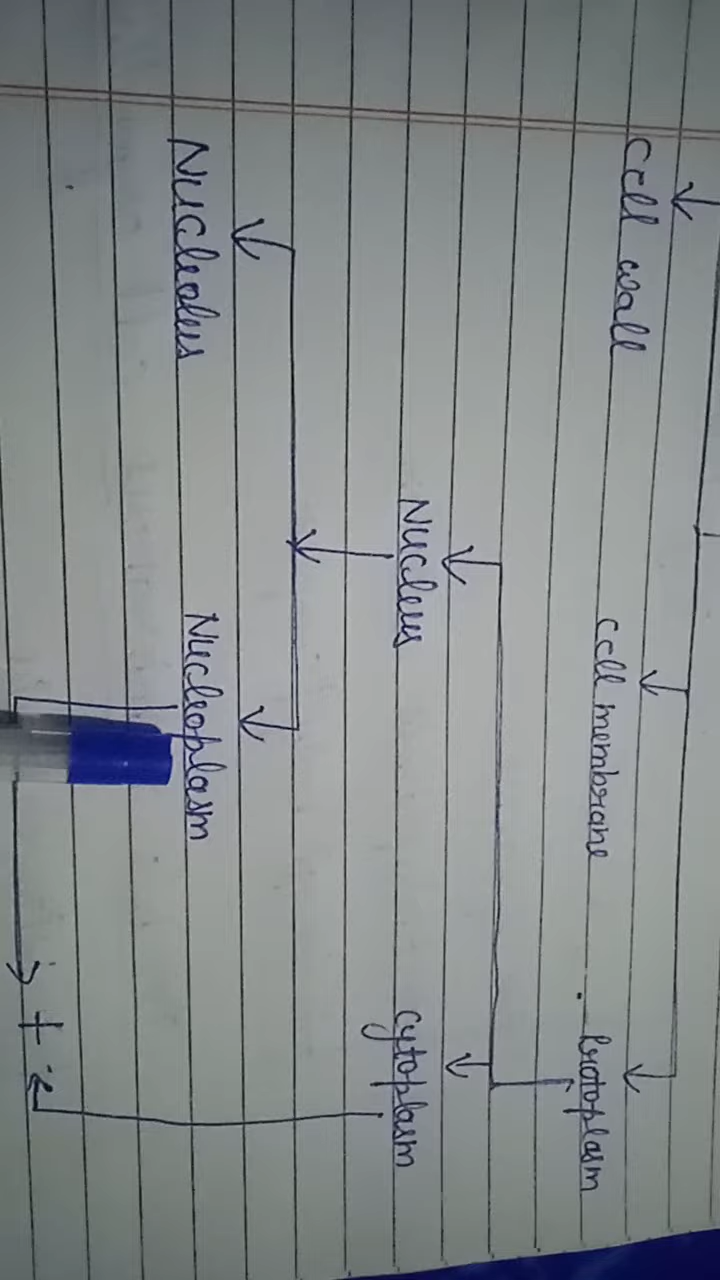 Cell wall
Cell membrane
Protoplasm
Nucleus
Cytoplasm
Nucleolus
Nucleoplasm
+